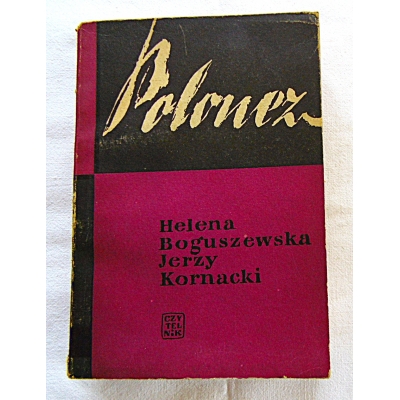 Polonez
Helena
Boguszewska
Jerzy
Kornacki
CZY
TEL
NIK